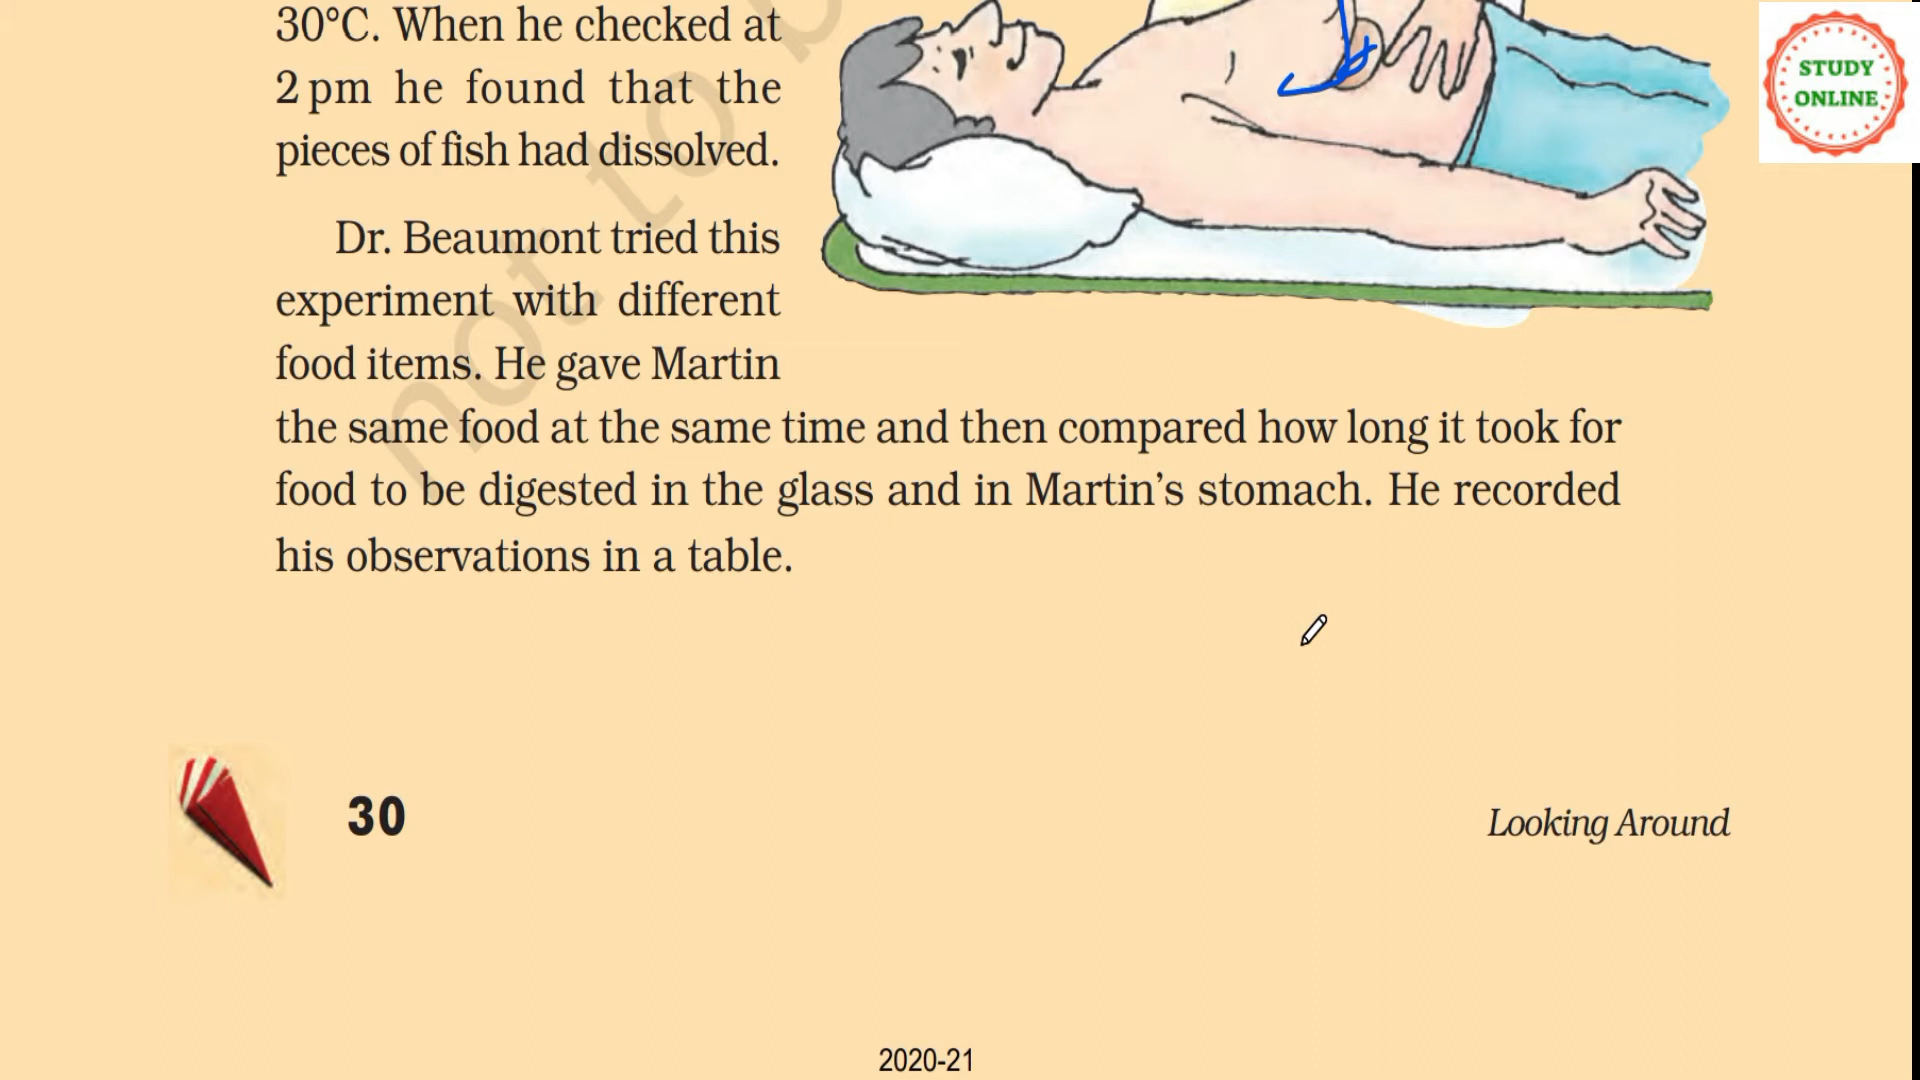 30°C. When he checked at
2 pm he found that the
pieces of fish had dissolved.
Dr. Beaumont tried this
experiment with different
food items. He gave Martin
the same food at the same time and then compared how long it took for
food to be digested in the glass and in Martin’s stomach. He recorded
his observations in a table.
not to b
STUDY
ONLINE
30
Looking Around
2020-21